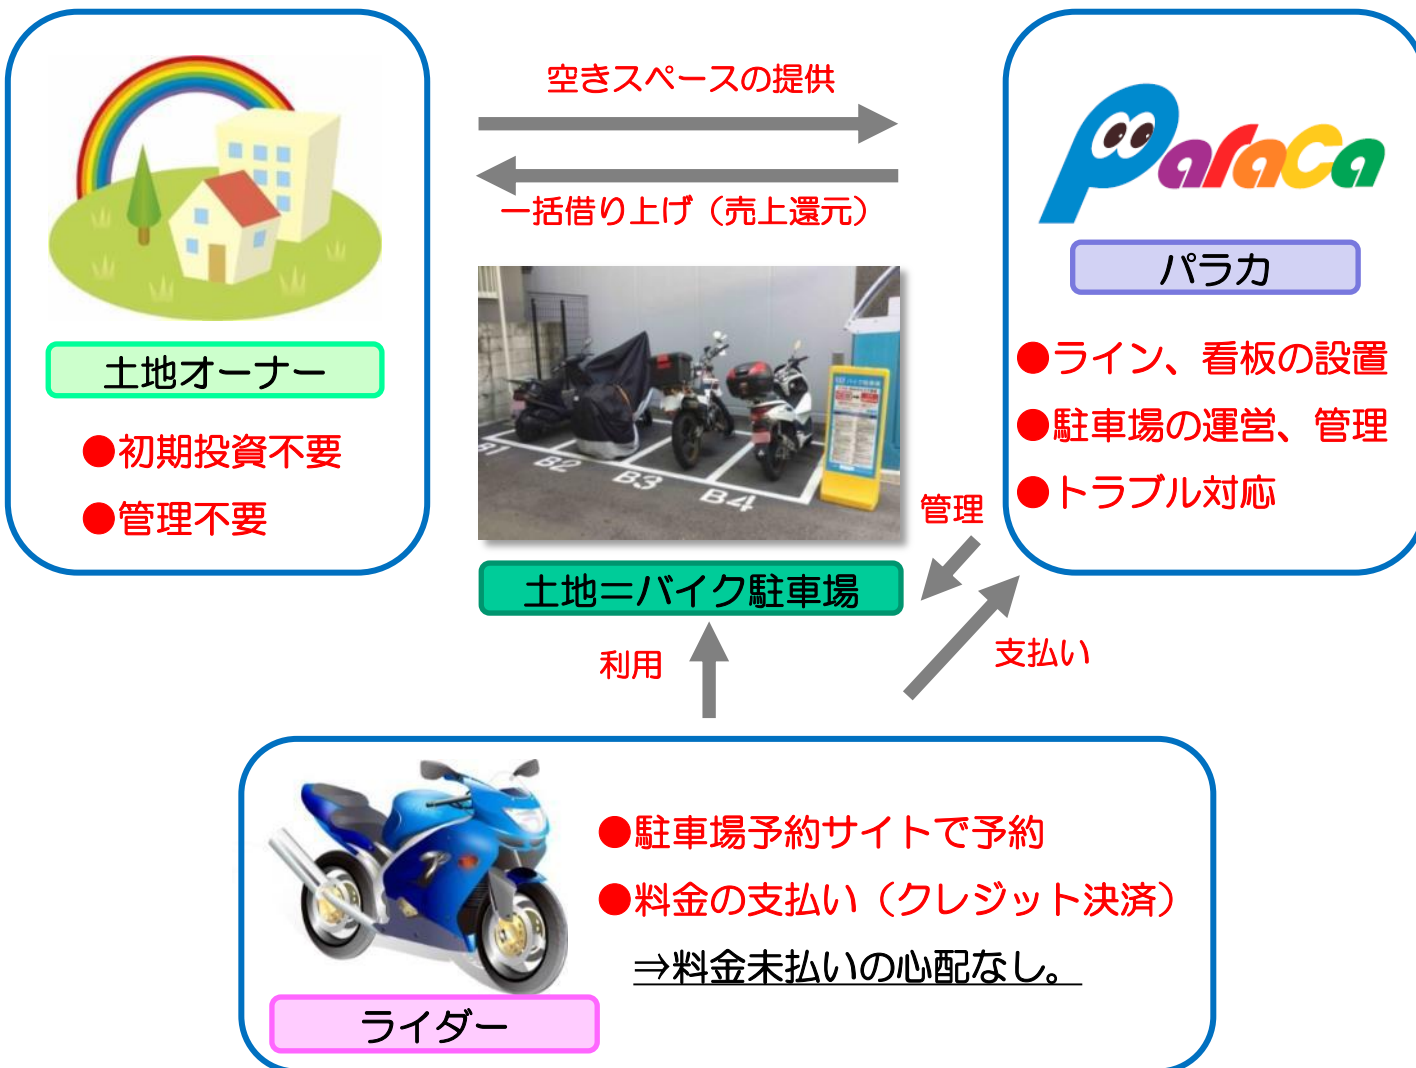 空きスペースの提供
一括借り上げ（売上還元）
土地オーナー
●初期投資不要
●管理不要
ParaCa
パラカ
●ライン、看板の設置
●駐車場の運営、管理
●トラブル対応
バイク駐車場
B1
B2
B3
B4
管理
土地＝バイク駐車場
利用
支払い
●駐車場予約サイトで予約
●料金の支払い（クレジット決済）
⇒料金未払いの心配なし。
ライダー